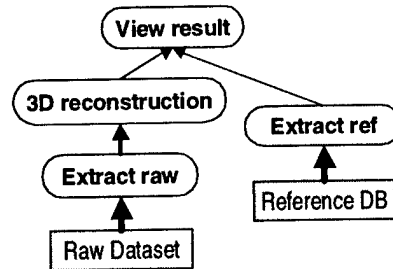 View result
3D reconstruction
Extract ref
Extract raw
Reference DB
Raw Dataset